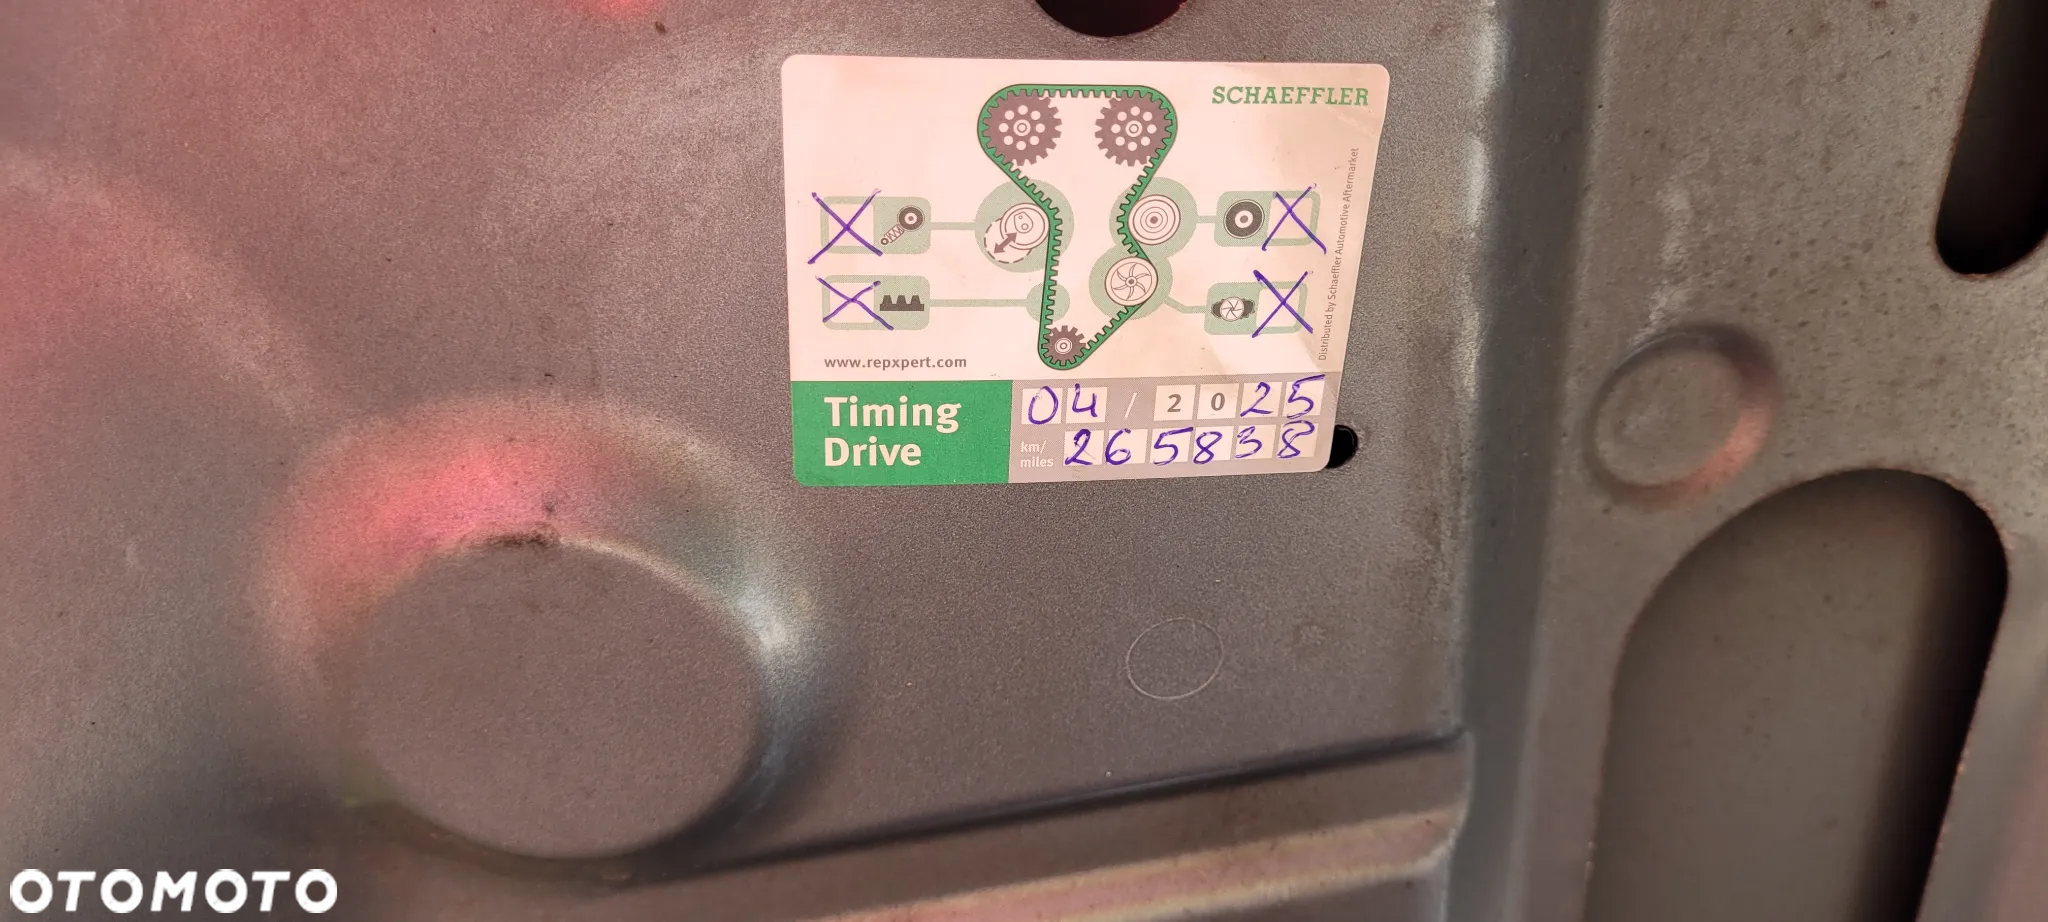 SCHAEFFLER
Distributed by Schaeffler Automotive Aftermarket
www.repxpert.com
Timing
Drive
04 / 2025
km/
miles
265838
OTOMOTO